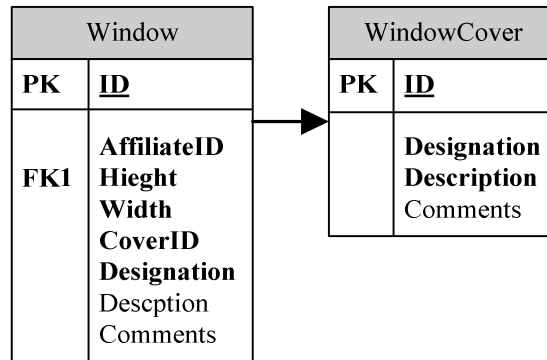 Window
PK ID
AffiliateID
FK1 Hieght
Width
CoverID
Designation
Descption
Comments
WindowCover
PK ID
Designation
Description
Comments